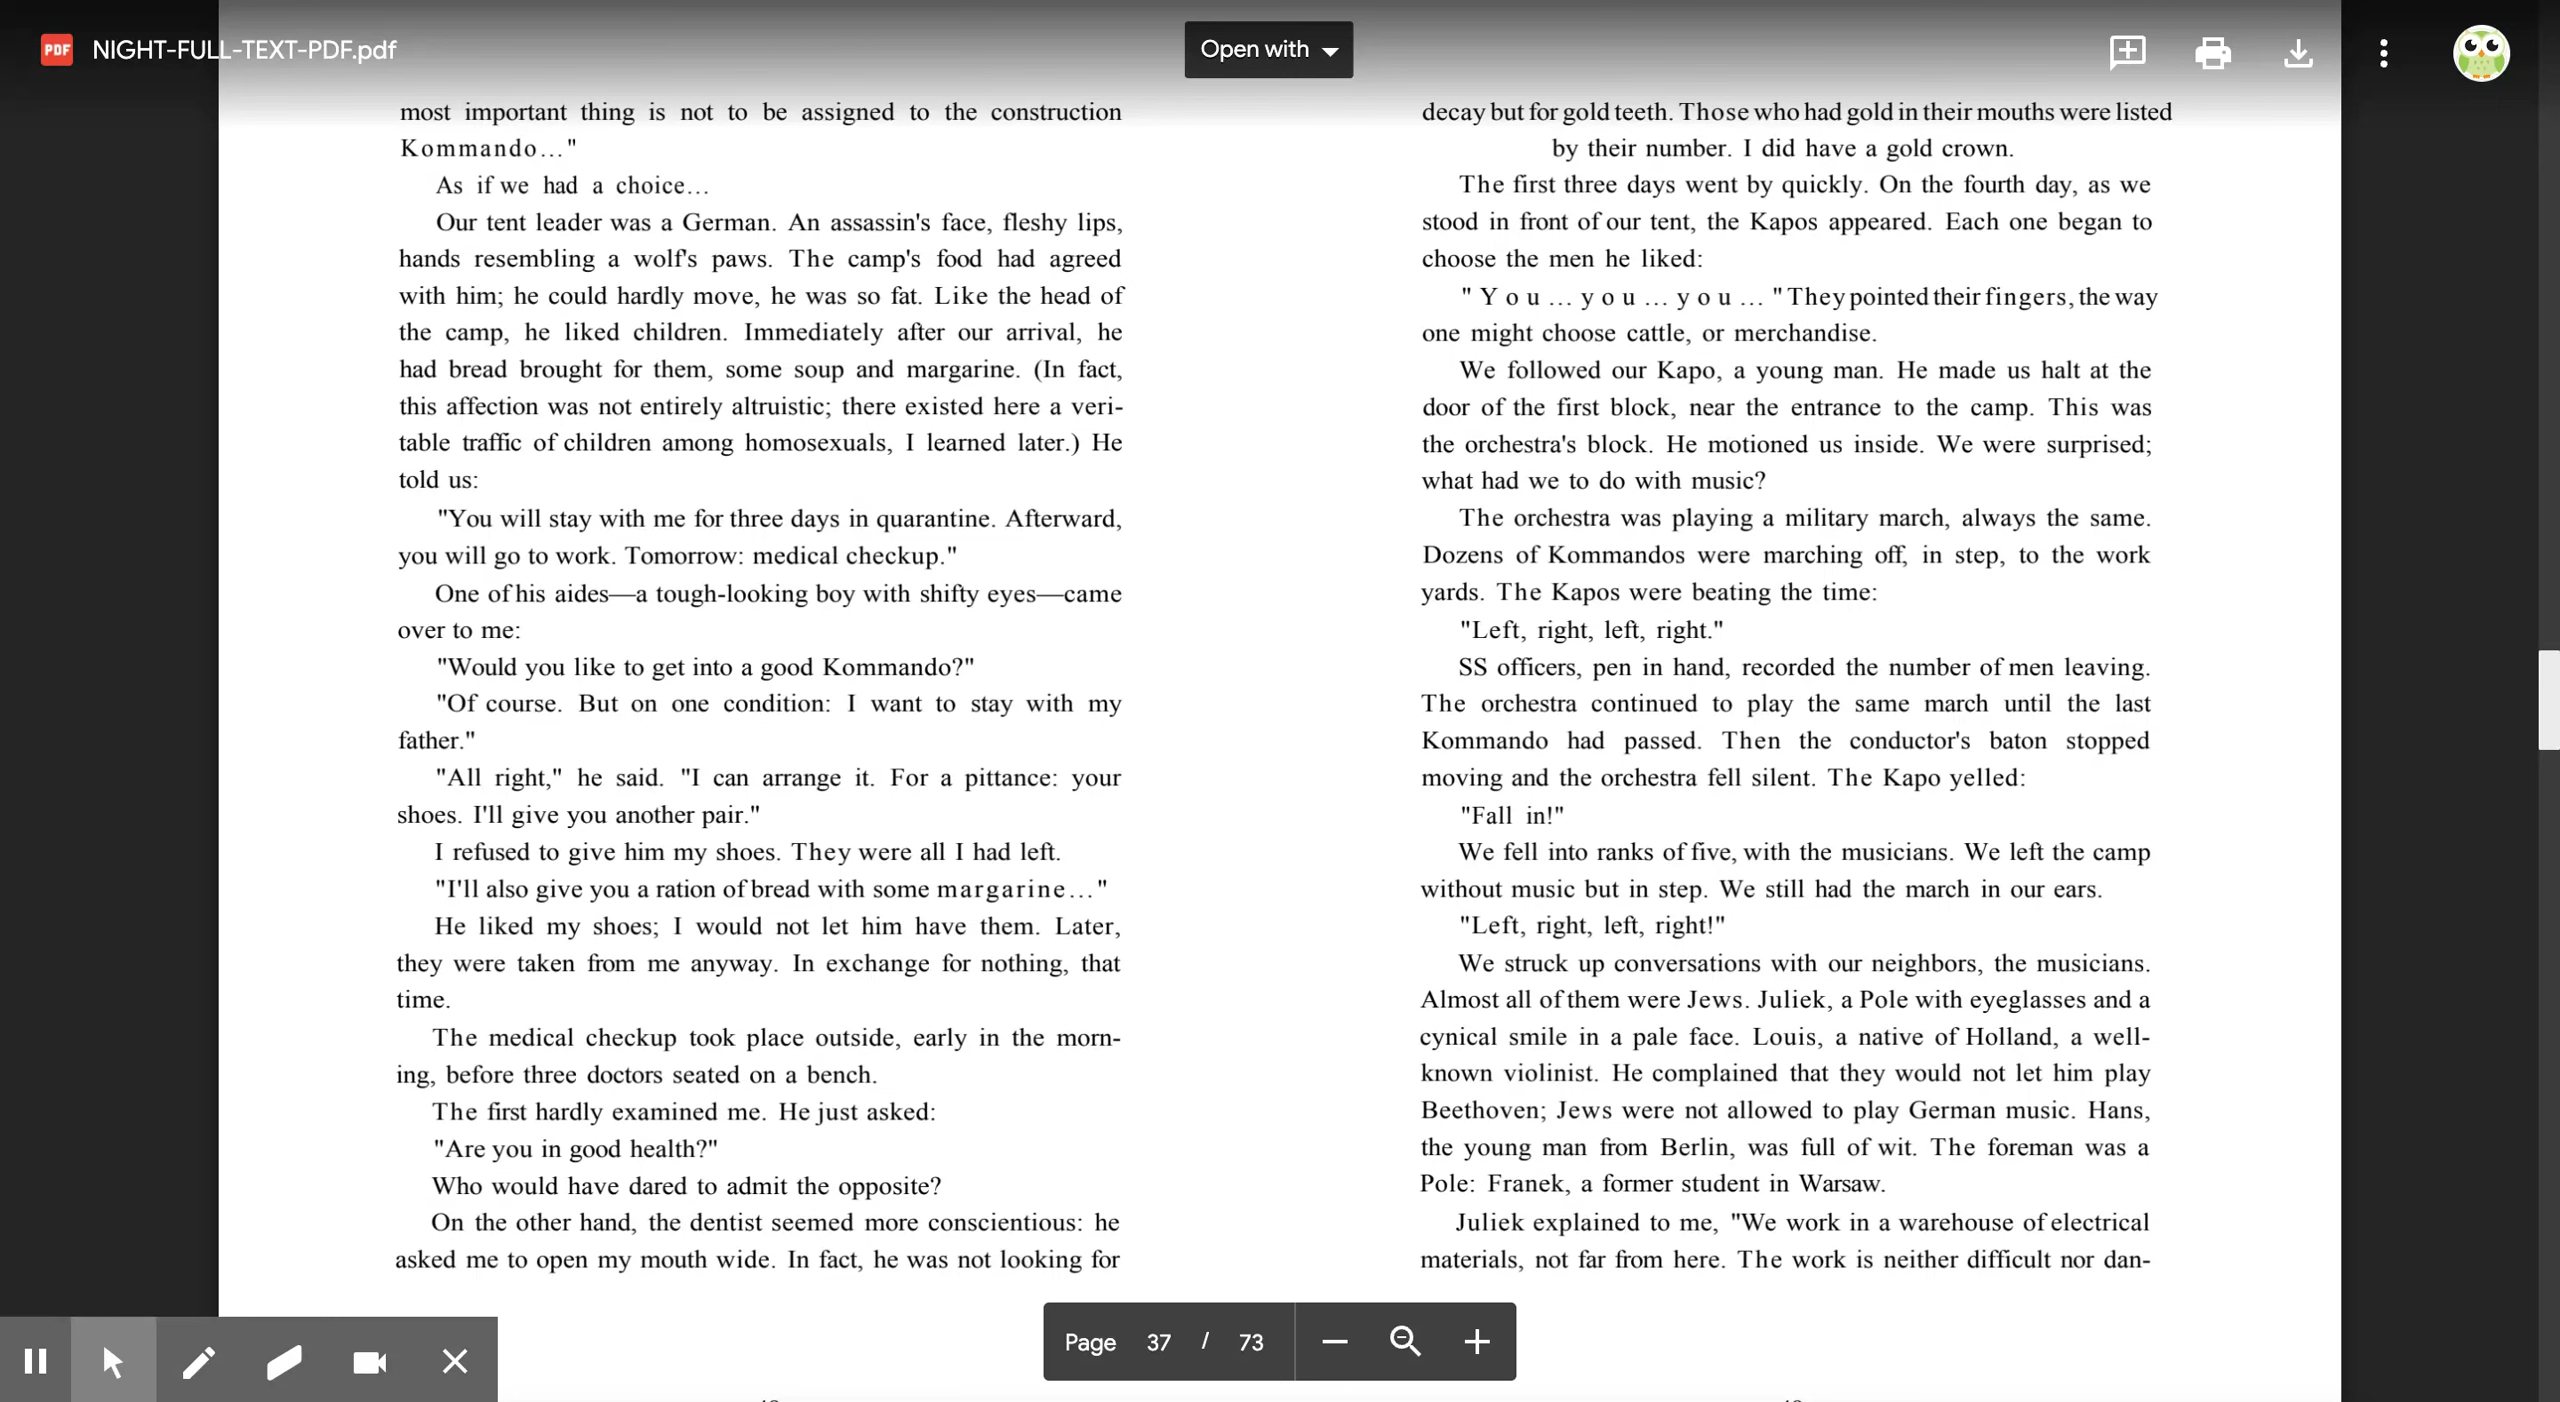 NIGHT-FULL-TEXT-PDF.pdf
Open with
most important thing is not to be assigned to the construction
Kommando..."
As if we had a choice...
Our tent leader was a German. An assassin's face, fleshy lips,
hands resembling a wolf's paws. The camp's food had agreed
with him; he could hardly move, he was so fat. Like the head of
the camp, he liked children. Immediately after our arrival, he
had bread brought for them, some soup and margarine. (In fact,
this affection was not entirely altruistic; there existed here a veri-
table traffic of children among homosexuals, I learned later.) He
told us:
"You will stay with me for three days in quarantine. Afterward,
you will go to work. Tomorrow: medical checkup."
One of his aides—a tough-looking boy with shifty eyes—came
over to me:
"Would you like to get into a good Kommando?"
"Of course. But on one condition: I want to stay with my
father."
"All right," he said. "I can arrange it. For a pittance: your
shoes. I'll give you another pair."
I refused to give him my shoes. They were all I had left.
"I'll also give you a ration of bread with some margarine..."
He liked my shoes; I would not let him have them. Later,
they were taken from me anyway. In exchange for nothing, that
time.
The medical checkup took place outside, early in the morn-
ing, before three doctors seated on a bench.
The first hardly examined me. He just asked:
"Are you in good health?"
Who would have dared to admit the opposite?
On the other hand, the dentist seemed more conscientious: he
asked me to open my mouth wide. In fact, he was not looking for
decay but for gold teeth. Those who had gold in their mouths were listed
by their number. I did have a gold crown.
The first three days went by quickly. On the fourth day, as we
stood in front of our tent, the Kapos appeared. Each one began to
choose the men he liked:
"You...you...you..." They pointed their fingers, the way
one might choose cattle, or merchandise.
We followed our Kapo, a young man. He made us halt at the
door of the first block, near the entrance to the camp. This was
the orchestra's block. He motioned us inside. We were surprised;
what had we to do with music?
The orchestra was playing a military march, always the same.
Dozens of Kommandos were marching off, in step, to the work
yards. The Kapos were beating the time:
"Left, right, left, right."
SS officers, pen in hand, recorded the number of men leaving.
The orchestra continued to play the same march until the last
Kommando had passed. Then the conductor's baton stopped
moving and the orchestra fell silent. The Kapo yelled:
"Fall in!"
We fell into ranks of five, with the musicians. We left the camp
without music but in step. We still had the march in our ears.
"Left, right, left, right!"
We struck up conversations with our neighbors, the musicians.
Almost all of them were Jews. Juliek, a Pole with eyeglasses and a
cynical smile in a pale face. Louis, a native of Holland, a well-
known violinist. He complained that they would not let him play
Beethoven; Jews were not allowed to play German music. Hans,
the young man from Berlin, was full of wit. The foreman was a
Pole: Franek, a former student in Warsaw.
Juliek explained to me, "We work in a warehouse of electrical
materials, not far from here. The work is neither difficult nor dan-
Page 37 / 73